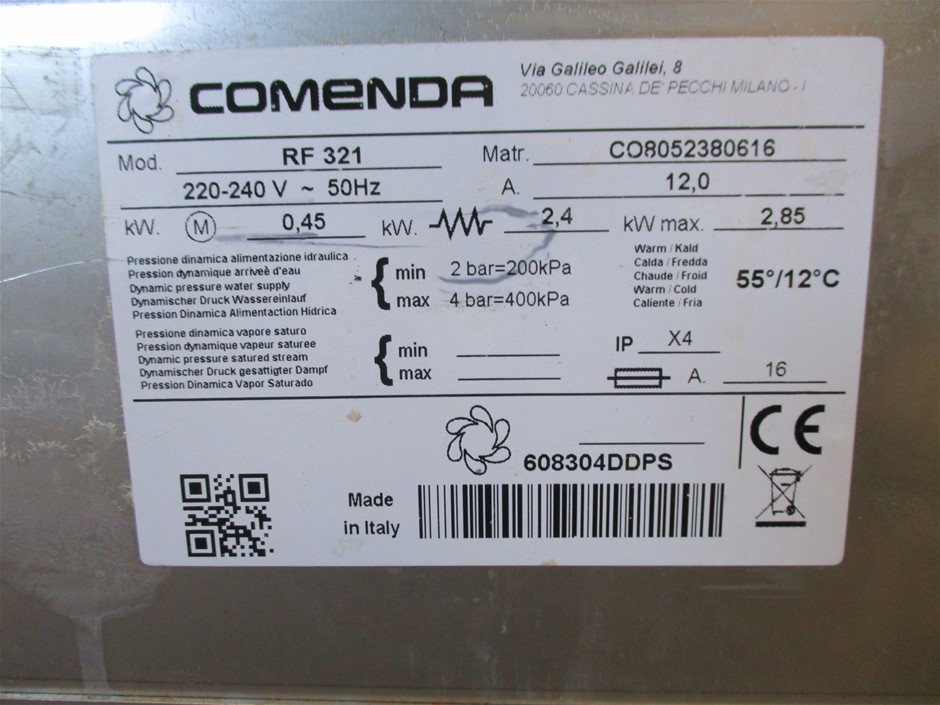 COMENDA
Via Galileo Galilei, 8
20060 CASSINA DE' PECCHI MILANO - I
Mod. RF 321 Matr. CO8052380616
220-240 V ~ 50Hz A. 12,0
kW. M 0,45 kW. 2,4 kW max. 2,85
Pressione dinamica alimentazione idraulica
Pression dynamique arriveè d'eau
Dynamic pressure water supply
Dynamischer Druck Wassereinlauf
Pression Dinamica Alimentaction Hidrica
min 2 bar=200kPa
max 4 bar=400kPa
Warm / Kald
Calda / Fredda
Chaude / Froid
Warm / Cold
Caliente / Fria
55°/12°C
Pressione dinamica vapore saturo
Pression dynamique vapeur saturee
Dynamic pressure satured stream
Dynamischer Druck gesattigter Dampf
Pression Dinamica Vapor Saturado
min
max
IP X4
A. 16
608304DDPS
CE
Made
in Italy